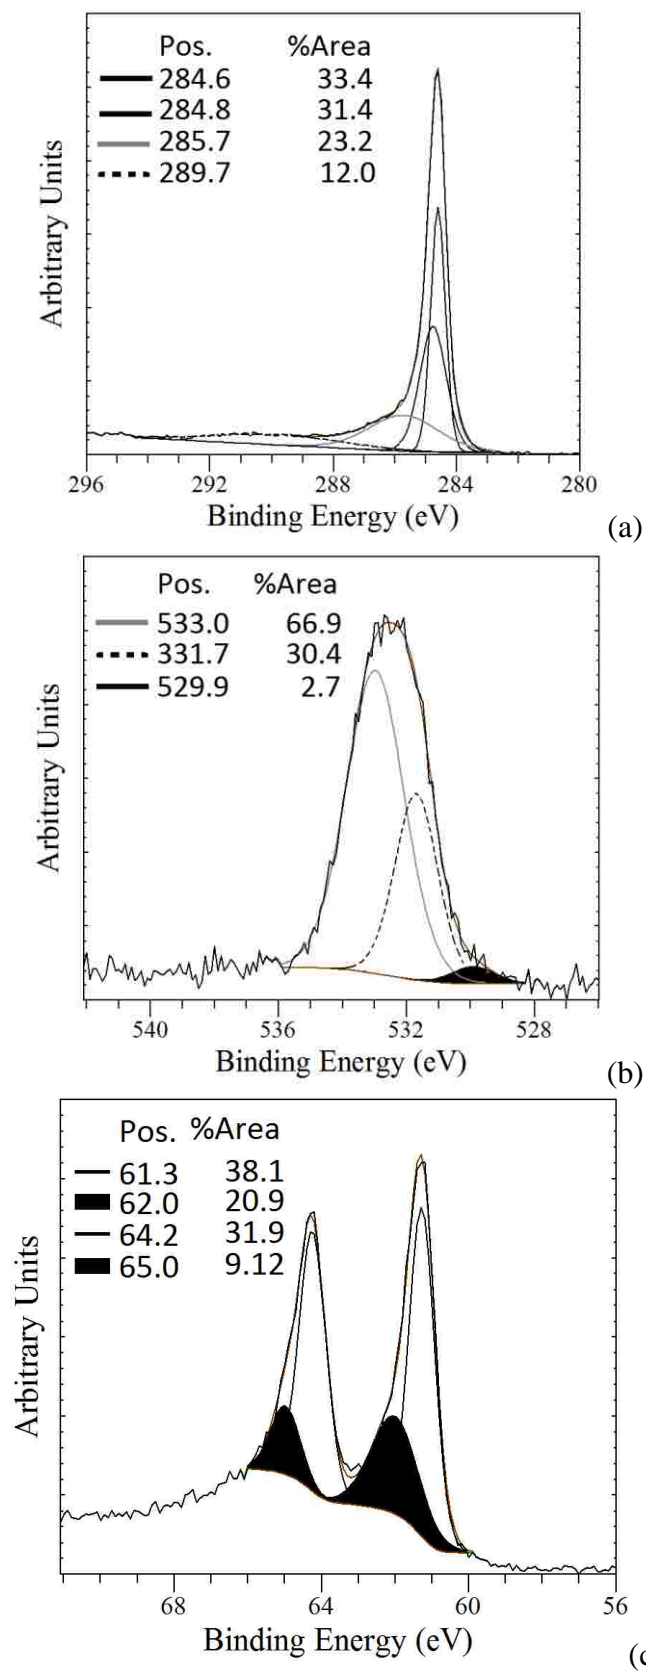 Pos. %Area
284.6 33.4
284.8 31.4
285.7 23.2
289.7 12.0
Arbitrary Units
296 292 288 284 280
Binding Energy (eV)
(a)
Pos. %Area
533.0 66.9
331.7 30.4
529.9 2.7
Arbitrary Units
540 536 532 528
Binding Energy (eV)
(b)
Pos. %Area
61.3 38.1
62.0 20.9
64.2 31.9
65.0 9.12
Arbitrary Units
68 64 60 56
Binding Energy (eV)
(c